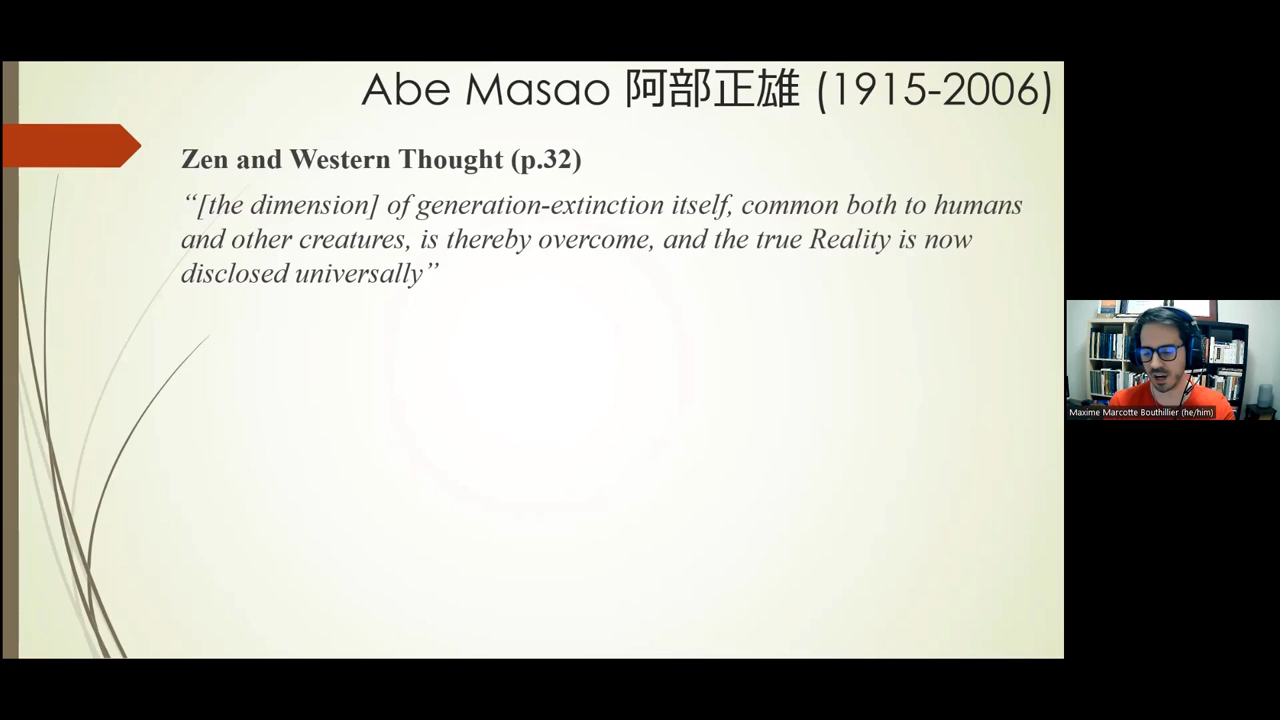 Abe Masao 阿部正雄 (1915-2006)
Zen and Western Thought (p.32)
“[the dimension] of generation-extinction itself, common both to humans
and other creatures, is thereby overcome, and the true Reality is now
disclosed universally”
Maxime Marcotte Bouthillier (he/him)